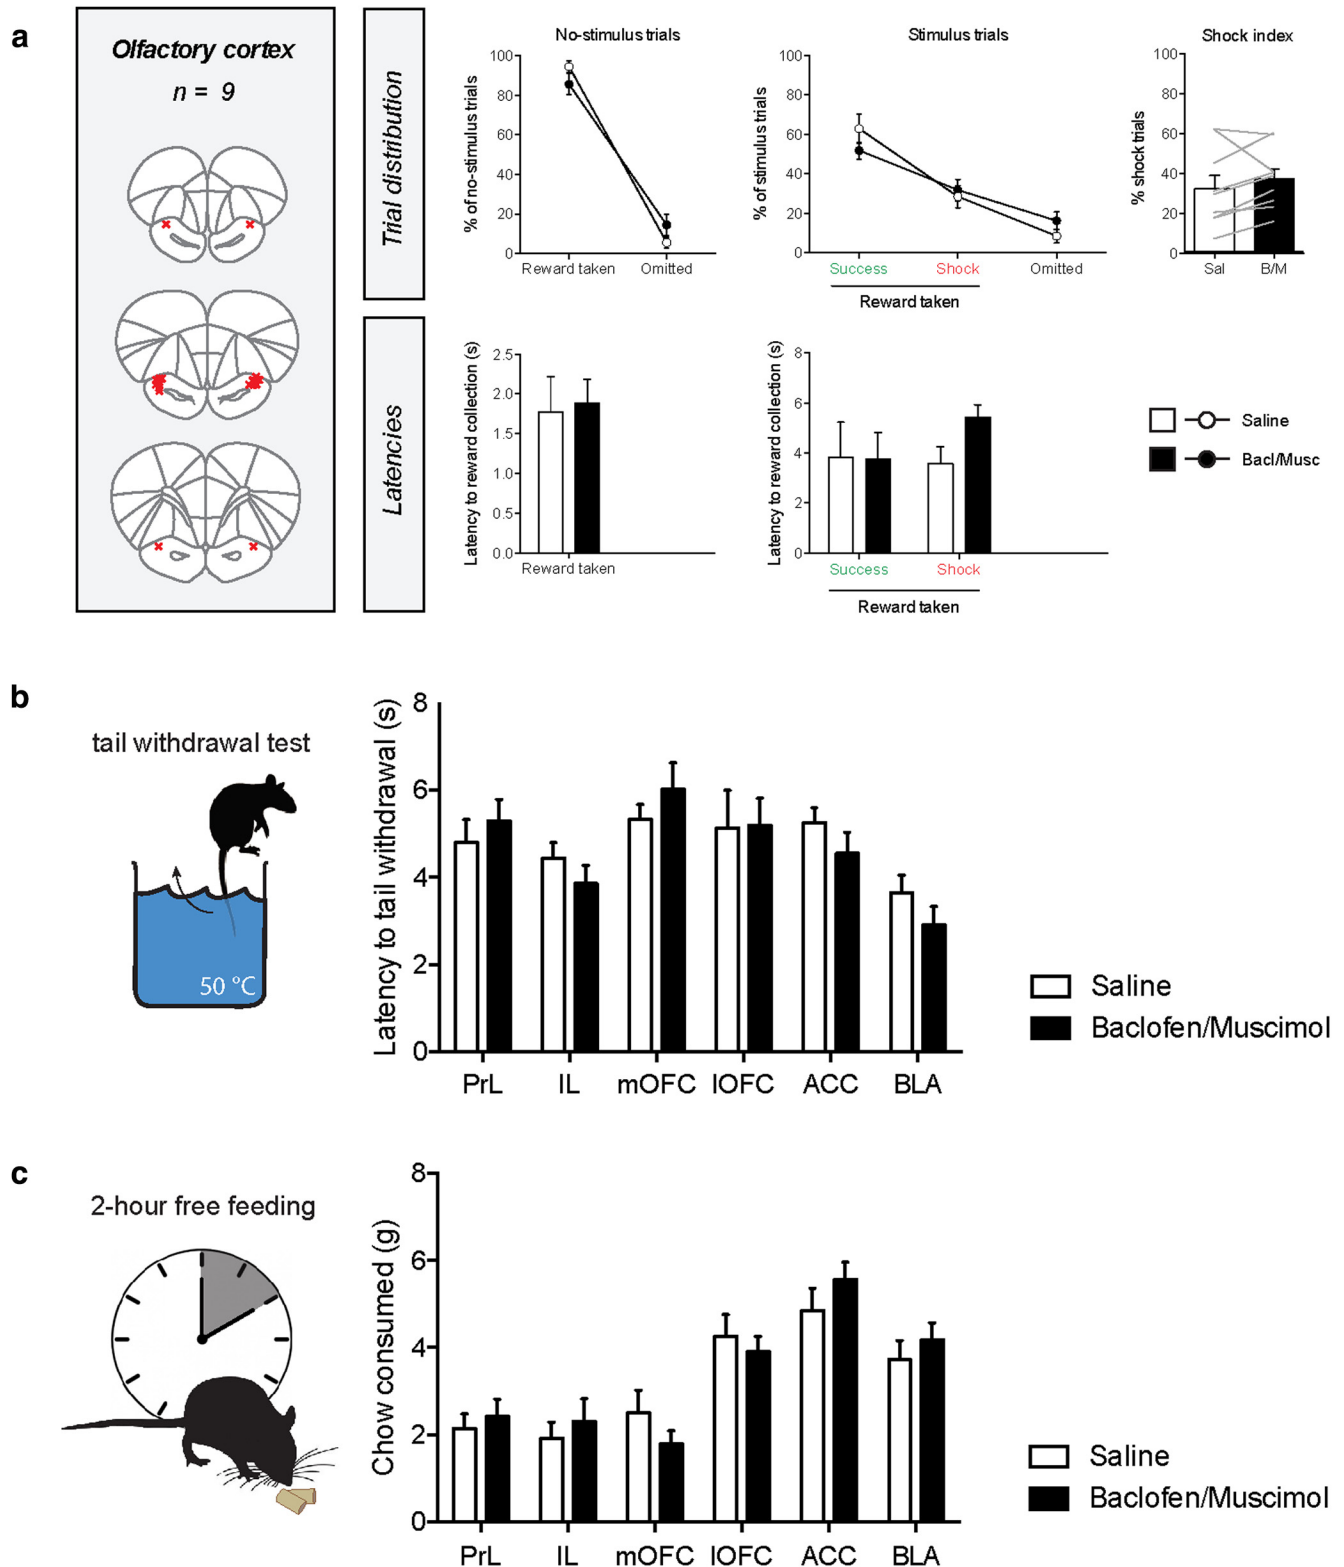 a
Olfactory cortex
n = 9
Trial distribution
Latencies
No-stimulus trials
% of no-stimulus trials
100
80
60
40
20
0
Reward taken
Omitted
Stimulus trials
% of stimulus trials
100
80
60
40
20
0
Success
Shock
Omitted
Reward taken
Shock index
% shock trials
100
80
60
40
20
0
Sal
B/M
Latency to reward collection (s)
2.5
2.0
1.5
1.0
0.5
0.0
Reward taken
Latency to reward collection (s)
8
6
4
2
0
Success
Shock
Reward taken
Saline
Bacl/Musc
b
tail withdrawal test
50 °C
Latency to tail withdrawal (s)
8
6
4
2
0
PrL
IL
mOFC
lOFC
ACC
BLA
Saline
Baclofen/Muscimol
c
2-hour free feeding
Chow consumed (g)
8
6
4
2
0
PrL
IL
mOFC
lOFC
ACC
BLA
Saline
Baclofen/Muscimol